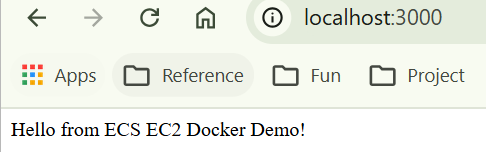 localhost:3000
Apps Reference Fun Project
Hello from ECS EC2 Docker Demo!